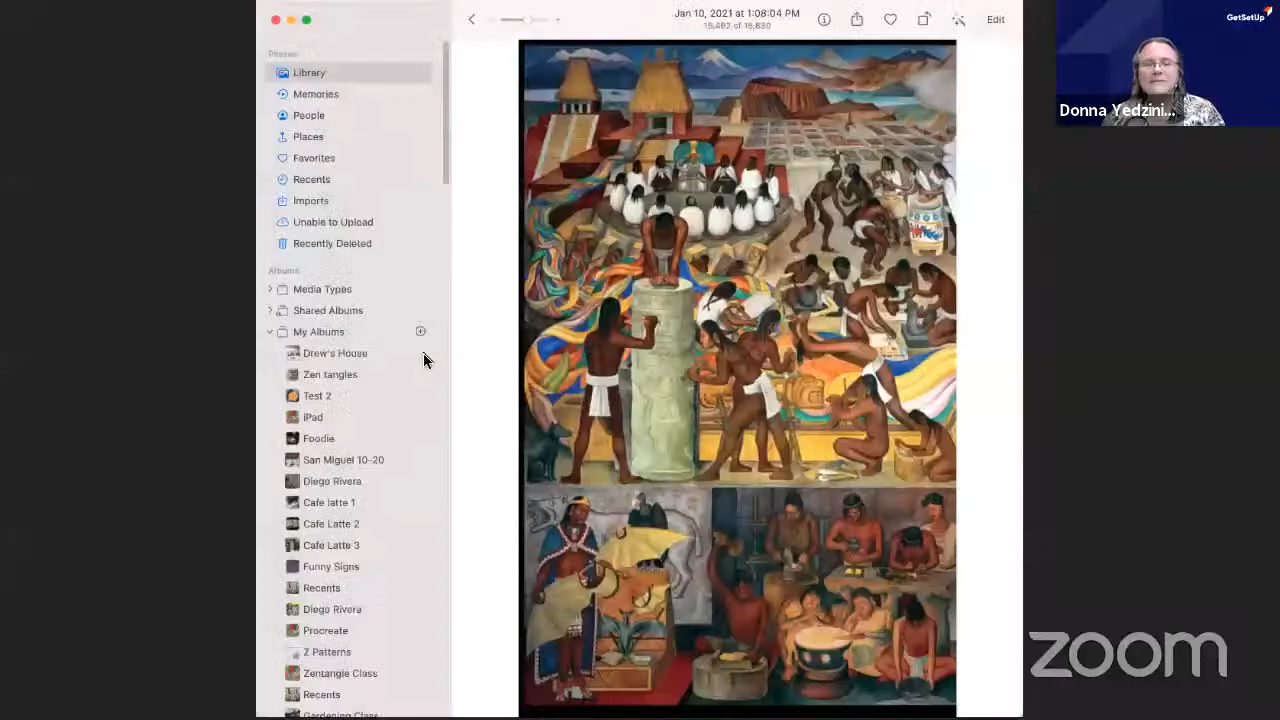 Jan 10, 2021 at 1:08:04 PM
Edit
Photos
Library
Memories
People
Places
Favorites
Recents
Imports
Unable to Upload
Recently Deleted
Albums
Media Types
Shared Albums
My Albums
Drew's House
Zen tangles
Test 2
iPad
Foodie
San Miguel 10-20
Diego Rivera
Cafe latte 1
Cafe Latte 2
Cafe Latte 3
Funny Signs
Recents
Diego Rivera
Procreate
Z Patterns
Zentangle Class
Recents
Gardening Class
GetSetUp
Donna Yedzini...
zoom